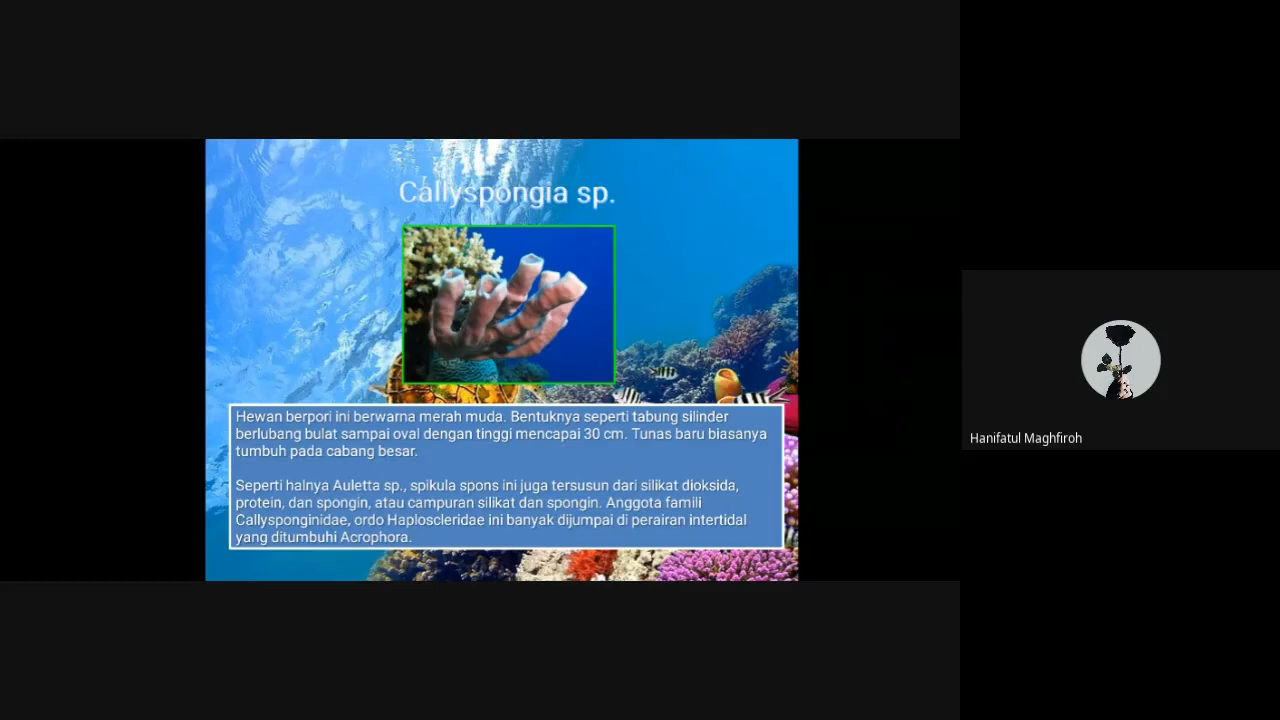 Callyspongia sp.
Hewan berpori ini berwarna merah muda. Bentuknya seperti tabung silinder
berlubang bulat sampai oval dengan tinggi mencapai 30 cm. Tunas baru biasanya
tumbuh pada cabang besar.
Seperti halnya Auletta sp., spikula spons ini juga tersusun dari silikat dioksida,
protein, dan spongin, atau campuran silikat dan spongin. Anggota famili
Callysponginidae, ordo Haploscleridae ini banyak dijumpai di perairan intertidal
yang ditumbuhi Acrophora.
Hanifatul Maghfiroh